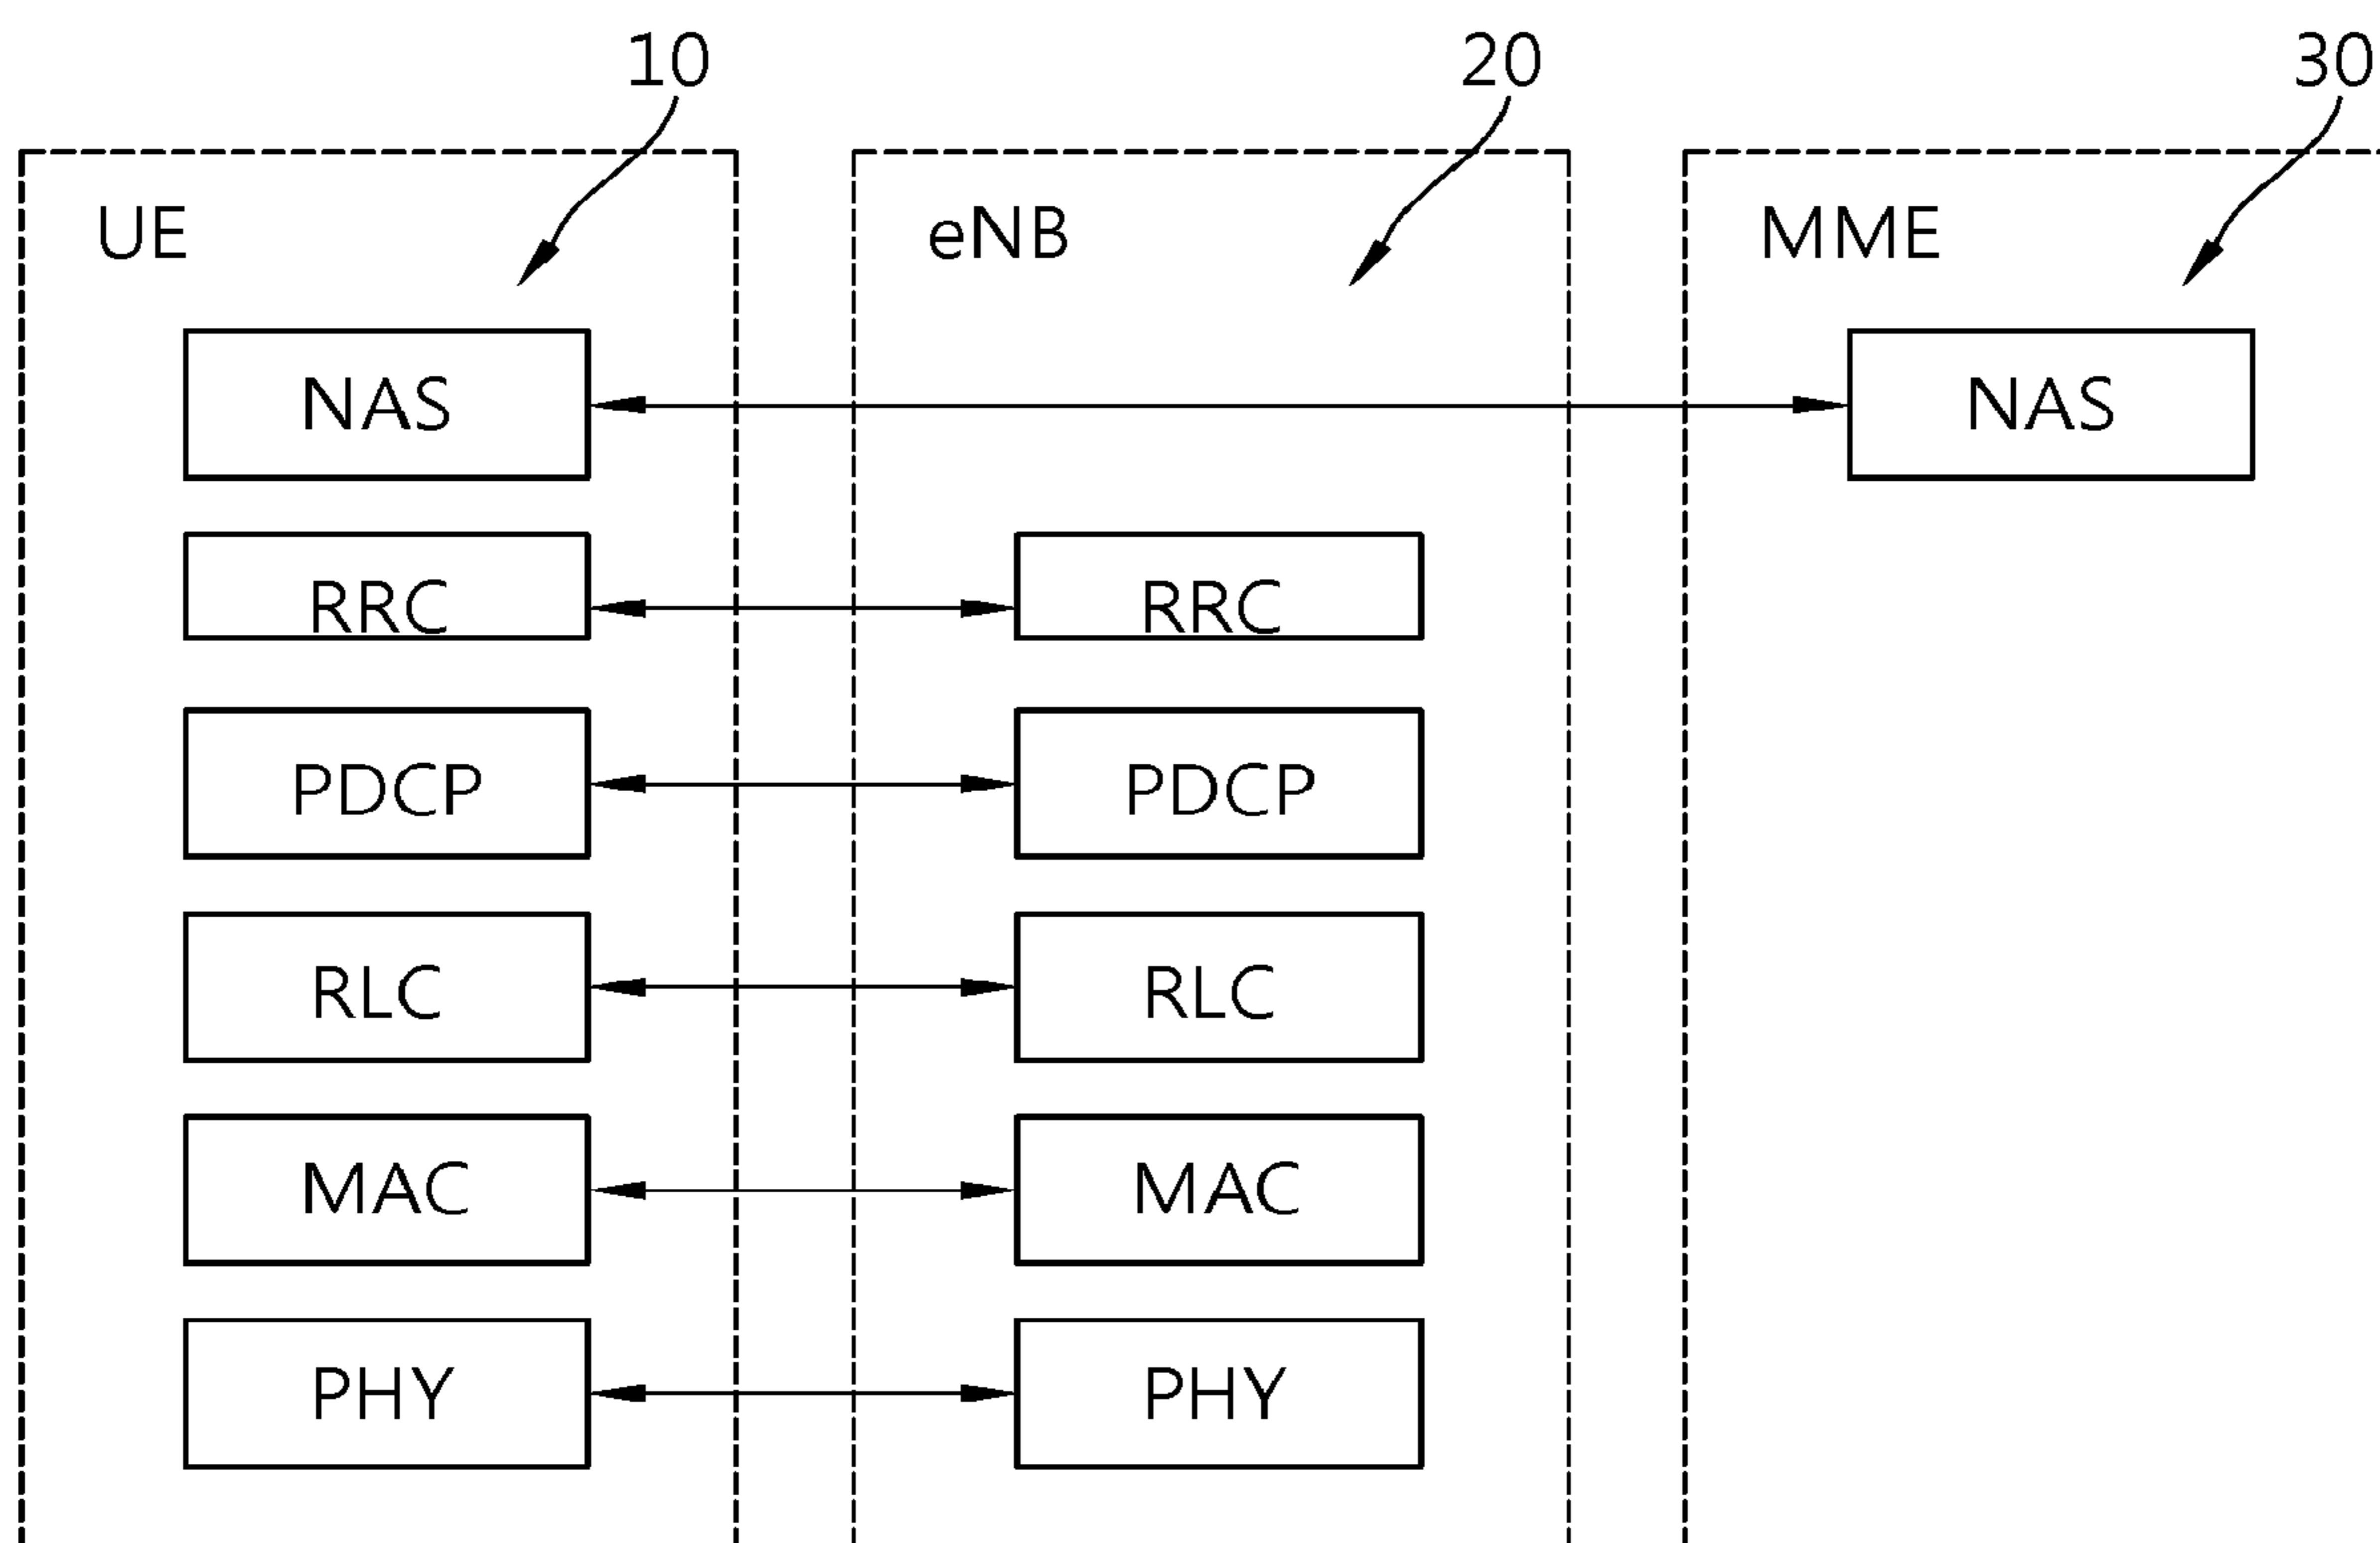 10 20 30
UE eNB MME
NAS NAS
RRC RRC
PDCP PDCP
RLC RLC
MAC MAC
PHY PHY